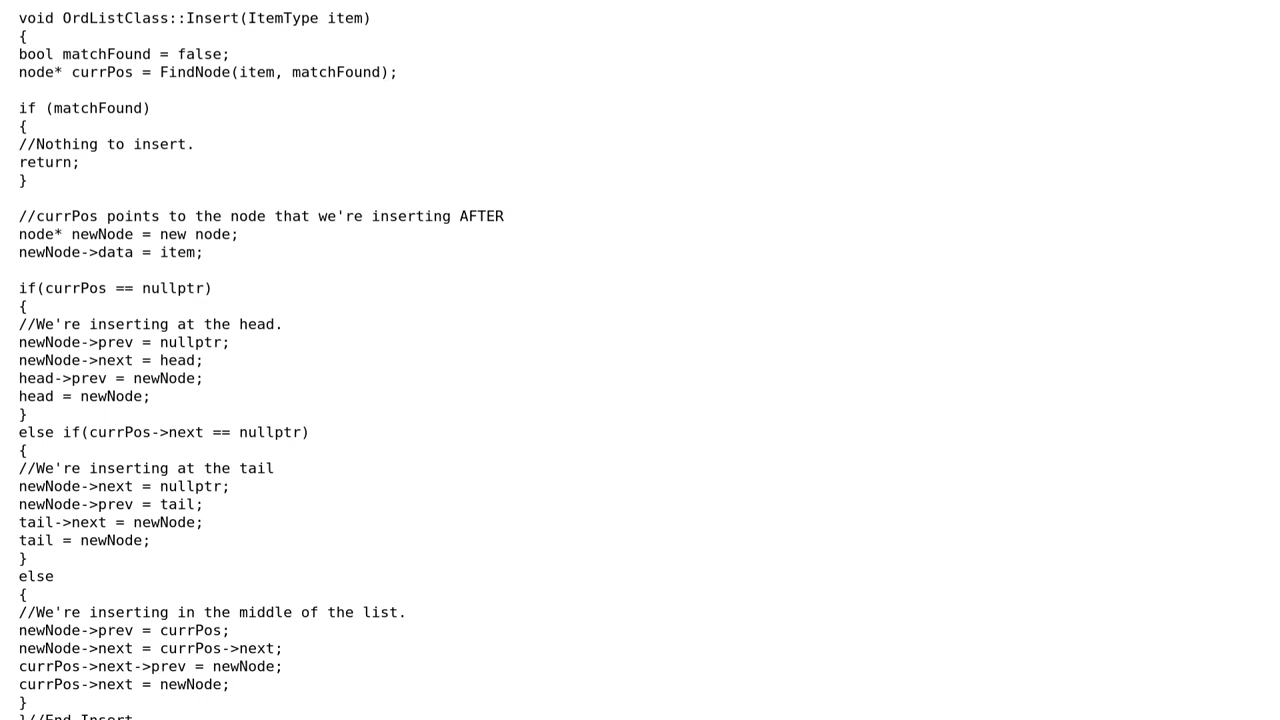 void OrdListClass::Insert(ItemType item)
{
bool matchFound = false;
node* currPos = FindNode(item, matchFound);

if (matchFound)
{
//Nothing to insert.
return;
}

//currPos points to the node that we're inserting AFTER
node* newNode = new node;
newNode->data = item;

if(currPos == nullptr)
{
//We're inserting at the head.
newNode->prev = nullptr;
newNode->next = head;
head->prev = newNode;
head = newNode;
}
else if(currPos->next == nullptr)
{
//We're inserting at the tail
newNode->next = nullptr;
newNode->prev = tail;
tail->next = newNode;
tail = newNode;
}
else
{
//We're inserting in the middle of the list.
newNode->prev = currPos;
newNode->next = currPos->next;
currPos->next->prev = newNode;
currPos->next = newNode;
}
}//End Insert